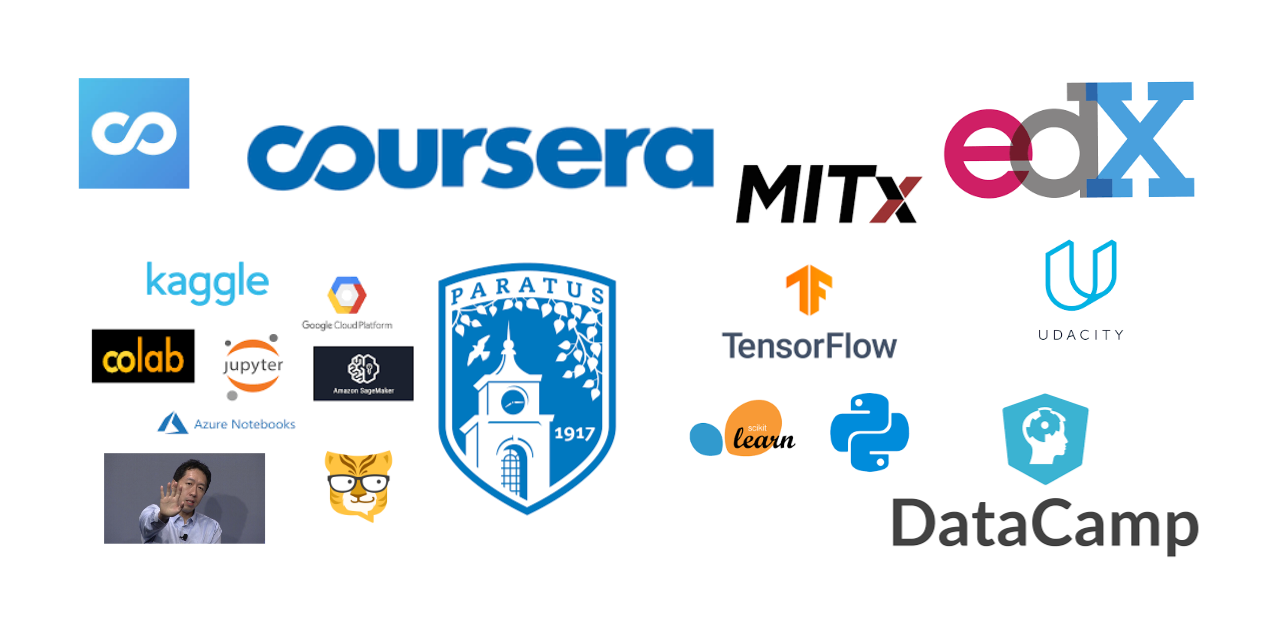 coursera
MITx
edX
kaggle
Google Cloud Platform
colab
jupyter
Amazon SageMaker
Azure Notebooks
PARATUS
1917
TF
TensorFlow
scikit
learn
UDACITY
DataCamp